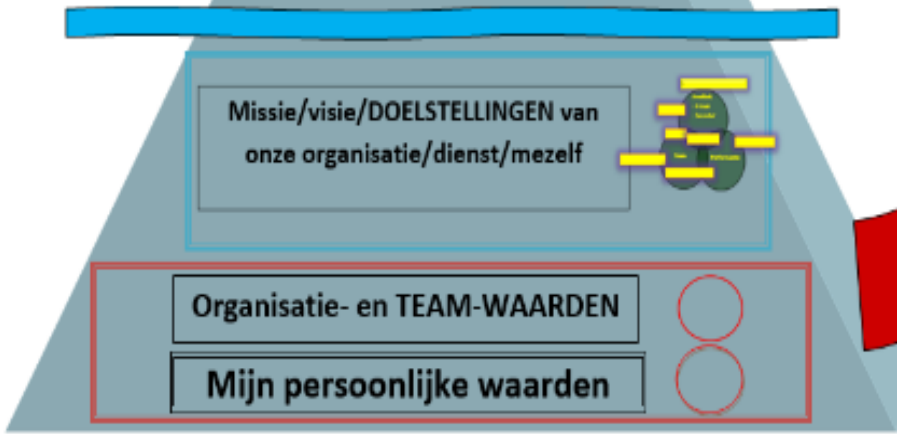 Missie/visie/DOELSTELLINGEN van
onze organisatie/dienst/mezelf
Organisatie- en TEAM-WAARDEN
Mijn persoonlijke waarden